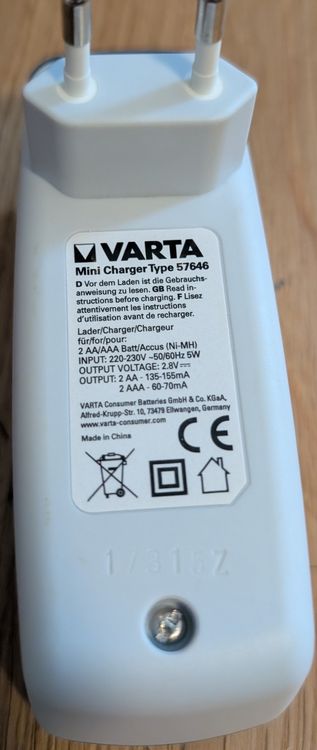 VARTA
Mini Charger Type 57646
D Vor dem Laden ist die Gebrauchs-
anweisung zu lesen. GB Read in-
structions before charging. F Lisez
attentivement les instructions
d'utilisation avant de recharger.
Lader/Charger/Chargeur
für/for/pour:
2 AA/AAA Batt/Accus (Ni-MH)
INPUT: 220-230V ~50/60Hz 5W
OUTPUT VOLTAGE: 2.8V⎓
OUTPUT: 2 AA - 135-155mA
2 AAA - 60-70mA
VARTA Consumer Batteries GmbH & Co. KGaA,
Alfred-Krupp-Str. 10, 73479 Ellwangen, Germany
www.varta-consumer.com
Made in China
CE
17316Z